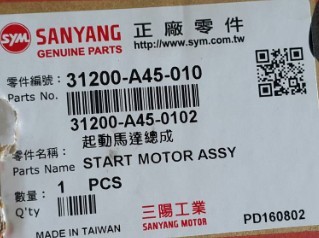 SYM SANYANG 正廠零件
GENUINE PARTS http://www.sym.com.tw
零件編號： 31200-A45-010
Parts No.
31200-A45-0102
起動馬達總成
零件名稱：
Parts Name START MOTOR ASSY
數量： 1 PCS
Q'ty
三陽工業
MADE IN TAIWAN SANYANG MOTOR PD160802